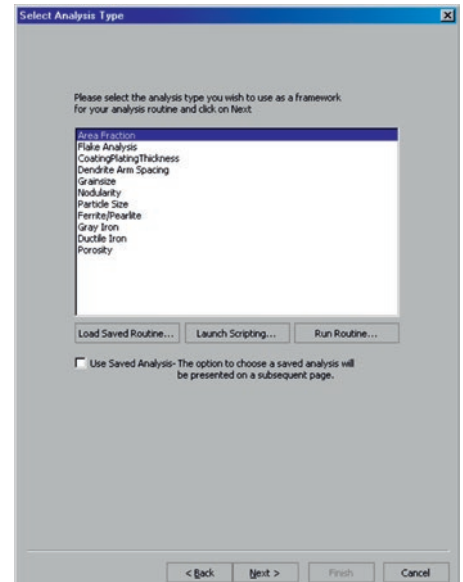 Select Analysis Type
Please select the analysis type you wish to use as a framework
for your analysis routine and click on Next
Area Fraction
Flake Analysis
CoatingPlatingThickness
Dendrite Arm Spacing
Grainsize
Nodularity
Particle Size
Ferrite/Pearlite
Gray Iron
Ductile Iron
Porosity
Load Saved Routine... Launch Scripting... Run Routine...
Use Saved Analysis- The option to choose a saved analysis will
be presented on a subsequent page.
< Back Next > Finish Cancel